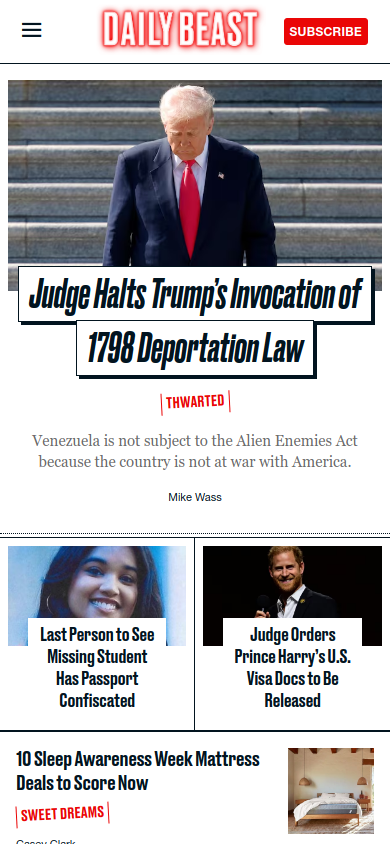 DAILY BEAST
SUBSCRIBE
Judge Halts Trump's Invocation of
1798 Deportation Law
THWARTED
Venezuela is not subject to the Alien Enemies Act
because the country is not at war with America.
Mike Wass
Last Person to See
Missing Student
Has Passport
Confiscated
Judge Orders
Prince Harry's U.S.
Visa Docs to Be
Released
10 Sleep Awareness Week Mattress
Deals to Score Now
SWEET DREAMS
Casey Clark